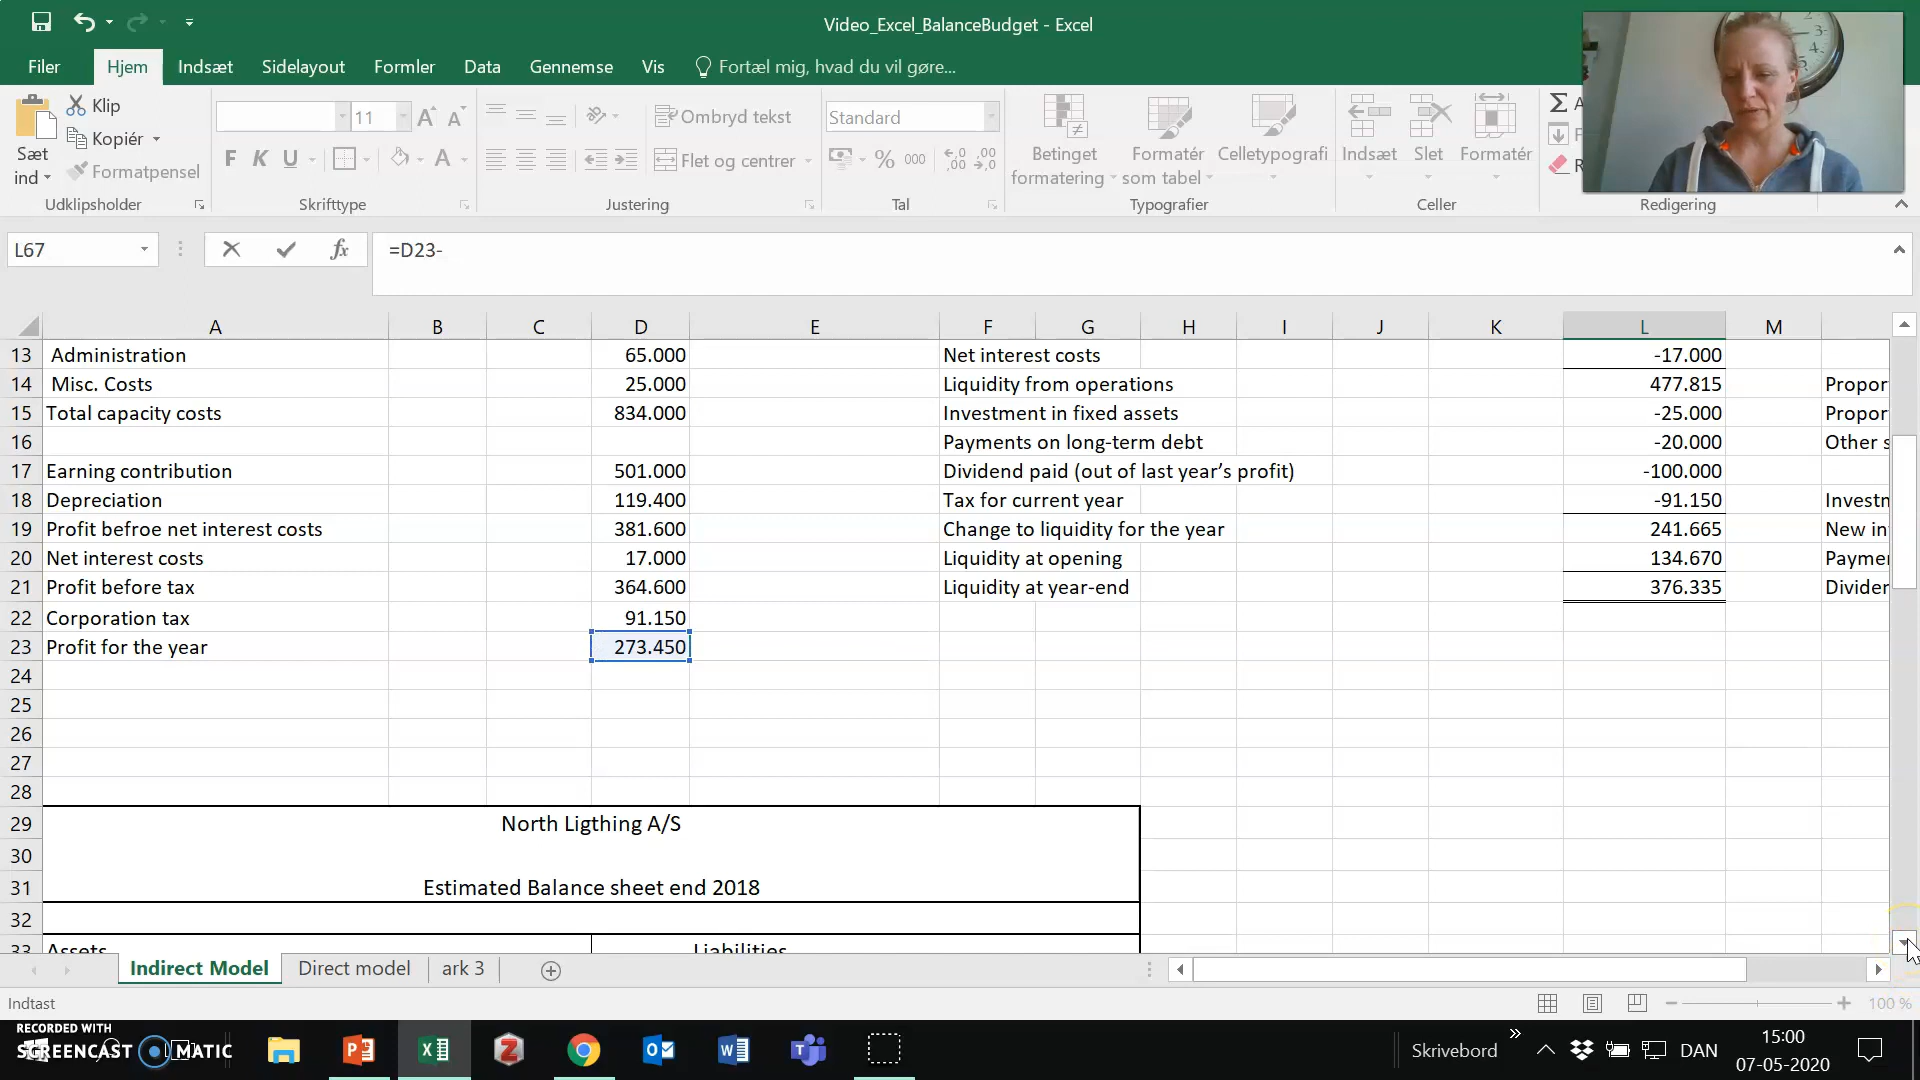 Video_Excel_BalanceBudget - Excel
Filer Hjem Indsæt Sidelayout Formler Data Gennemse Vis Fortæl mig, hvad du vil gøre...
Sæt ind
Klip
Kopiér
Formatpensel
Udklipsholder
11
F K U
Skrifttype
Ombryd tekst
Flet og centrer
Justering
Standard
% 000
Tal
Betinget formatering
Formatér som tabel
Celletypografi
Typografier
Indsæt Slet Formatér
Celler
Redigering
L67 fx =D23-
A B C D E F G H I J K L M
13 Administration 65.000 Net interest costs -17.000
14 Misc. Costs 25.000 Liquidity from operations 477.815 Propor
15 Total capacity costs 834.000 Investment in fixed assets -25.000 Propor
16 Payments on long-term debt -20.000 Other s
17 Earning contribution 501.000 Dividend paid (out of last year’s profit) -100.000
18 Depreciation 119.400 Tax for current year -91.150 Investn
19 Profit befroe net interest costs 381.600 Change to liquidity for the year 241.665 New in
20 Net interest costs 17.000 Liquidity at opening 134.670 Paymer
21 Profit before tax 364.600 Liquidity at year-end 376.335 Divider
22 Corporation tax 91.150
23 Profit for the year 273.450
24
25
26
27
28
29 North Ligthing A/S
30
31 Estimated Balance sheet end 2018
32
33 Assets Liabilities
Indirect Model Direct model ark 3
Indtast 100 %
RECORDED WITH
SCREENCAST MATIC
Skrivebord DAN 15:00
07-05-2020